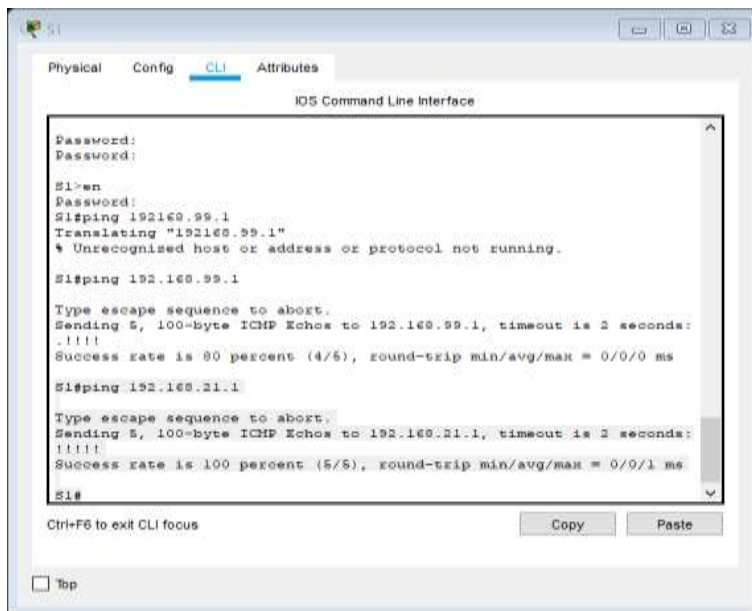 S1
Physical Config CLI Attributes
IOS Command Line Interface
Password:
Password:
S1>en
Password:
S1#ping 192168.99.1
Translating "192168.99.1"
% Unrecognized host or address or protocol not running.
S1#ping 192.168.99.1
Type escape sequence to abort.
Sending 5, 100-byte ICMP Echos to 192.168.99.1, timeout is 2 seconds:
.!!!!
Success rate is 80 percent (4/5), round-trip min/avg/max = 0/0/0 ms
S1#ping 192.168.21.1
Type escape sequence to abort.
Sending 5, 100-byte ICMP Echos to 192.168.21.1, timeout is 2 seconds:
!!!!!
Success rate is 100 percent (5/5), round-trip min/avg/max = 0/0/1 ms
S1#
Ctrl+F6 to exit CLI focus Copy Paste
Top